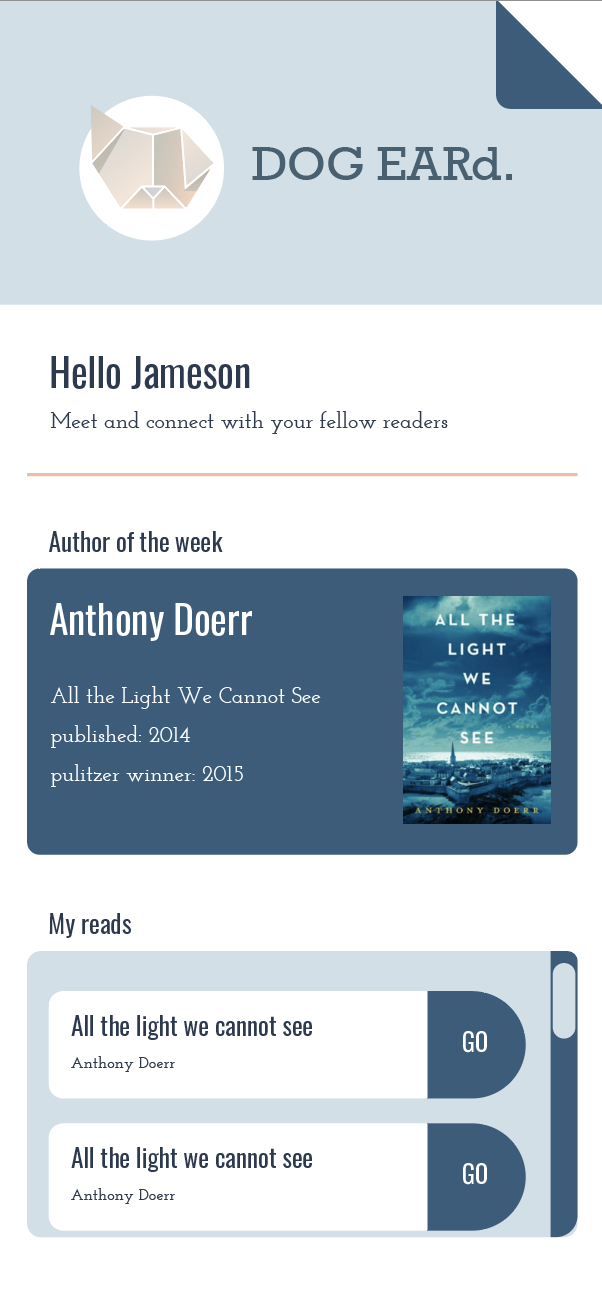 DOG EARd.
Hello Jameson
Meet and connect with your fellow readers
Author of the week
Anthony Doerr
All the Light We Cannot See
published: 2014
pulitzer winner: 2015
ALL THE
LIGHT
WE
CANNOT
SEE
ANTHONY DOERR
My reads
All the light we cannot see
Anthony Doerr
GO
All the light we cannot see
Anthony Doerr
GO